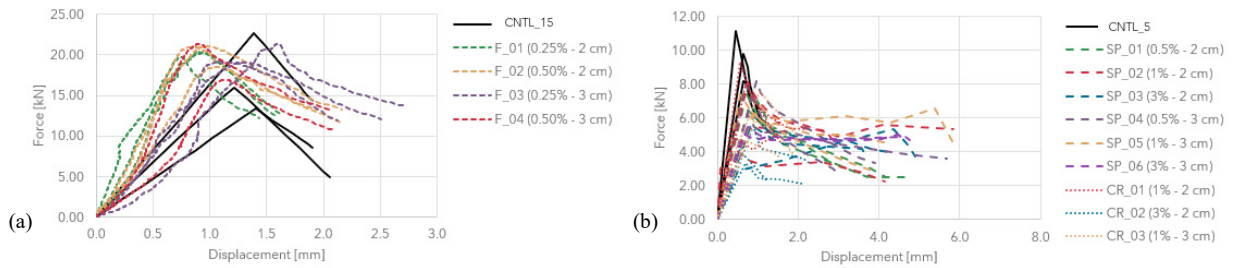 25.00
20.00
15.00
10.00
5.00
0.00
Force [kN]
0.0 0.5 1.0 1.5 2.0 2.5 3.0
Displacement [mm]
CNTL_15
F_01 (0.25% - 2 cm)
F_02 (0.50% - 2 cm)
F_03 (0.25% - 3 cm)
F_04 (0.50% - 3 cm)
(a)
12.00
10.00
8.00
6.00
4.00
2.00
0.00
Force [kN]
0.0 2.0 4.0 6.0 8.0
Displacement [mm]
CNTL_5
SP_01 (0.5% - 2 cm)
SP_02 (1% - 2 cm)
SP_03 (3% - 2 cm)
SP_04 (0.5% - 3 cm)
SP_05 (1% - 3 cm)
SP_06 (3% - 3 cm)
CR_01 (1% - 2 cm)
CR_02 (3% - 2 cm)
CR_03 (1% - 3 cm)
(b)